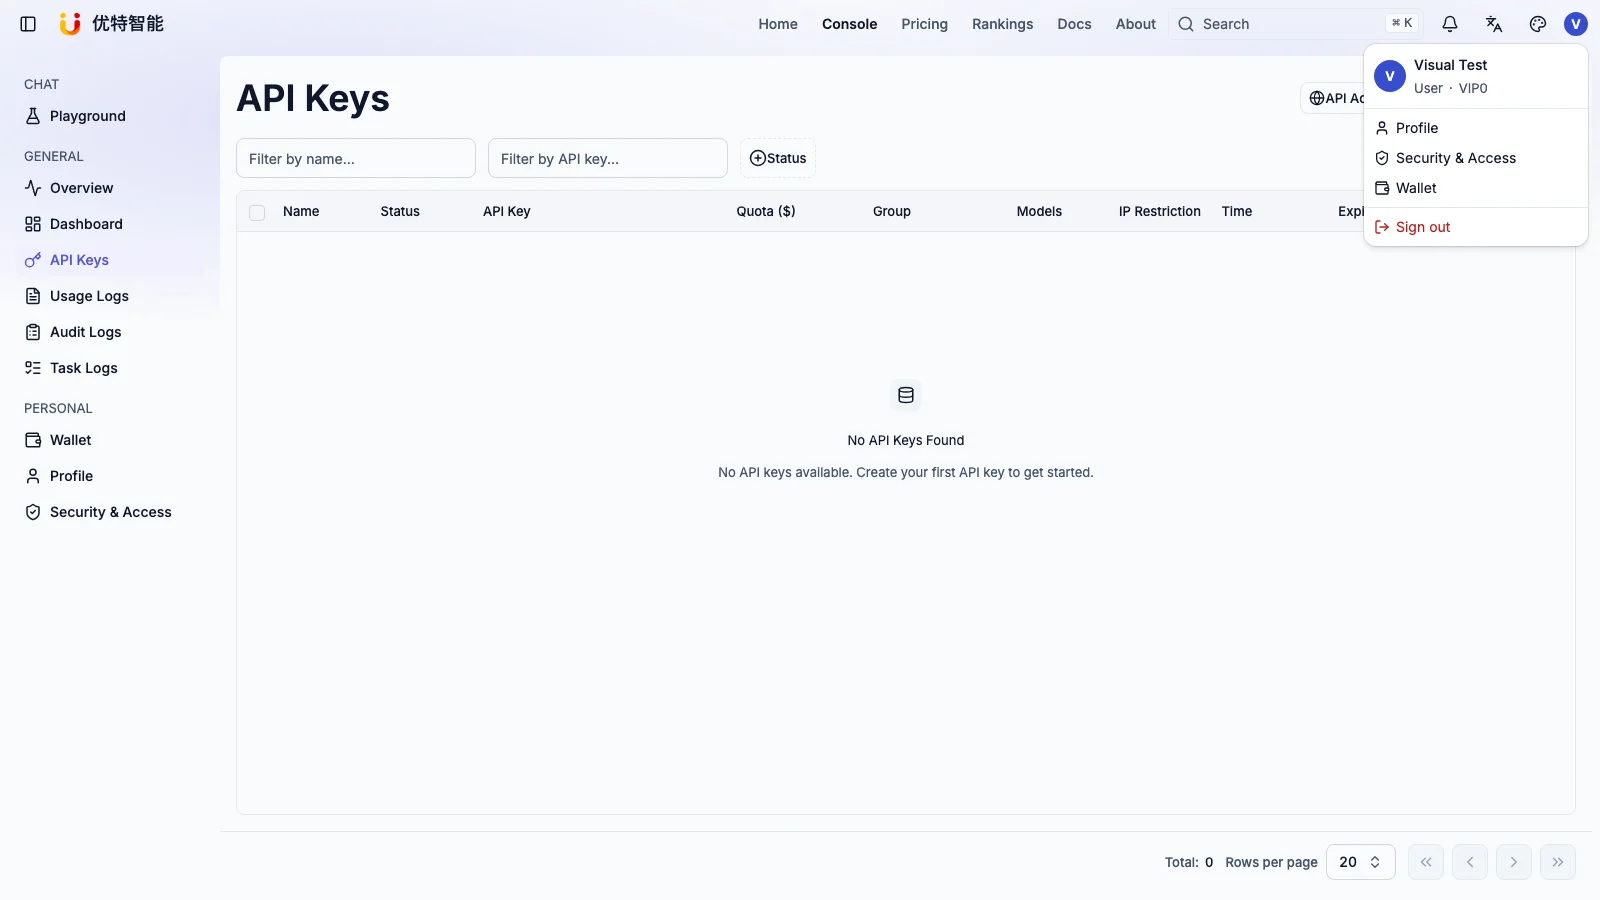 优特智能
Home
Console
Pricing
Rankings
Docs
About
Search
⌘ K
V
Visual Test
V
User · VIP0
Profile
Security & Access
Wallet
Sign out
CHAT
Playground
GENERAL
Overview
Dashboard
API Keys
Usage Logs
Audit Logs
Task Logs
PERSONAL
Wallet
Profile
Security & Access
API Keys
API
Filter by name...
Filter by API key...
Status
Name
Status
API Key
Quota ($)
Group
Models
IP Restriction
Time
No API Keys Found
No API keys available. Create your first API key to get started.
Total: 0
Rows per page
20